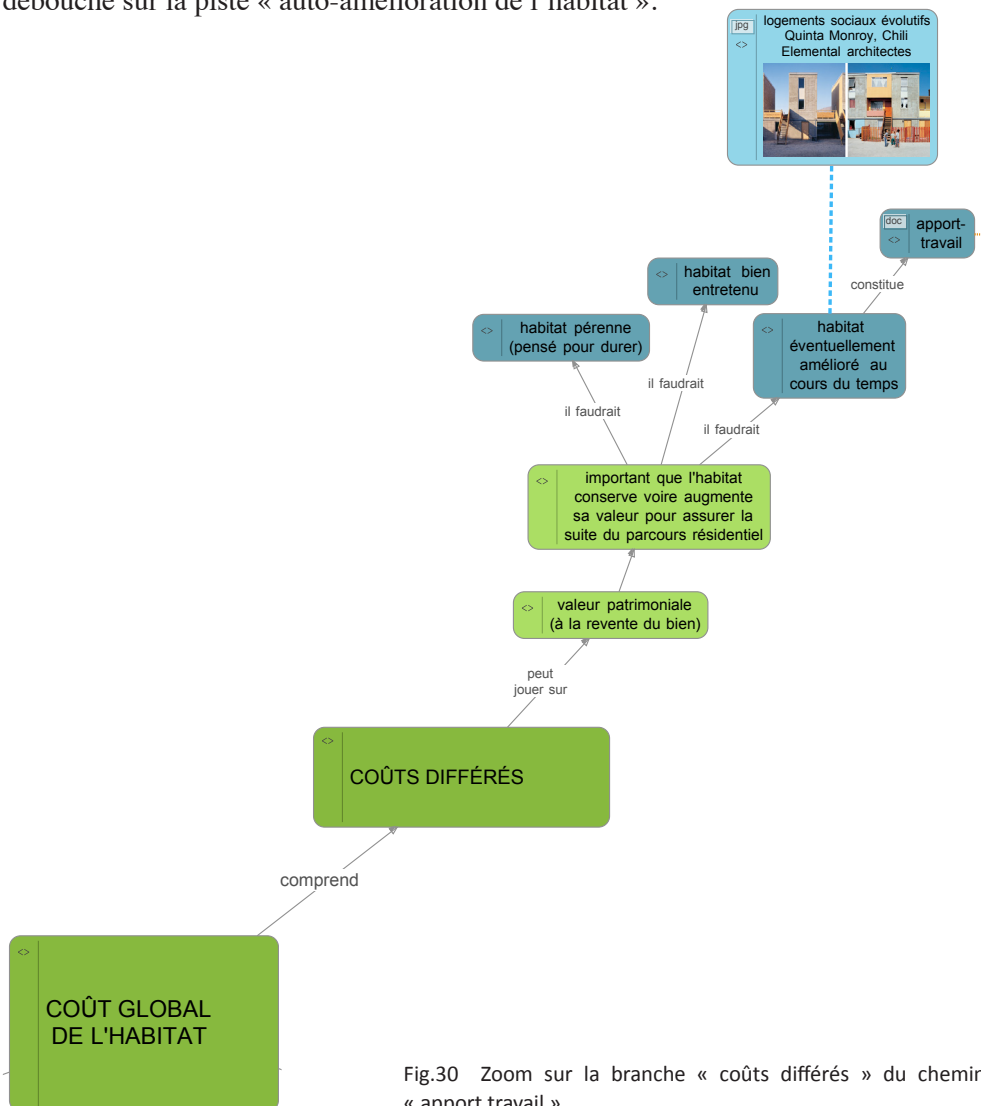 débouche sur la piste « auto-amélioration de l'habitat ».
jpg
<>
logements sociaux évolutifs
Quinta Monroy, Chili
Elemental architectes
doc
<>
apport-
travail
...
constitue
<>
habitat bien
entretenu
<>
habitat pérenne
(pensé pour durer)
<>
habitat
éventuellement
amélioré au
cours du temps
il faudrait
il faudrait
il faudrait
<>
important que l'habitat
conserve voire augmente
sa valeur pour assurer la
suite du parcours résidentiel
<>
valeur patrimoniale
(à la revente du bien)
peut
jouer sur
<>
COÛTS DIFFÉRÉS
comprend
<>
COÛT GLOBAL
DE L'HABITAT
Fig.30 Zoom sur la branche « coûts différés » du chemin
« apport travail »